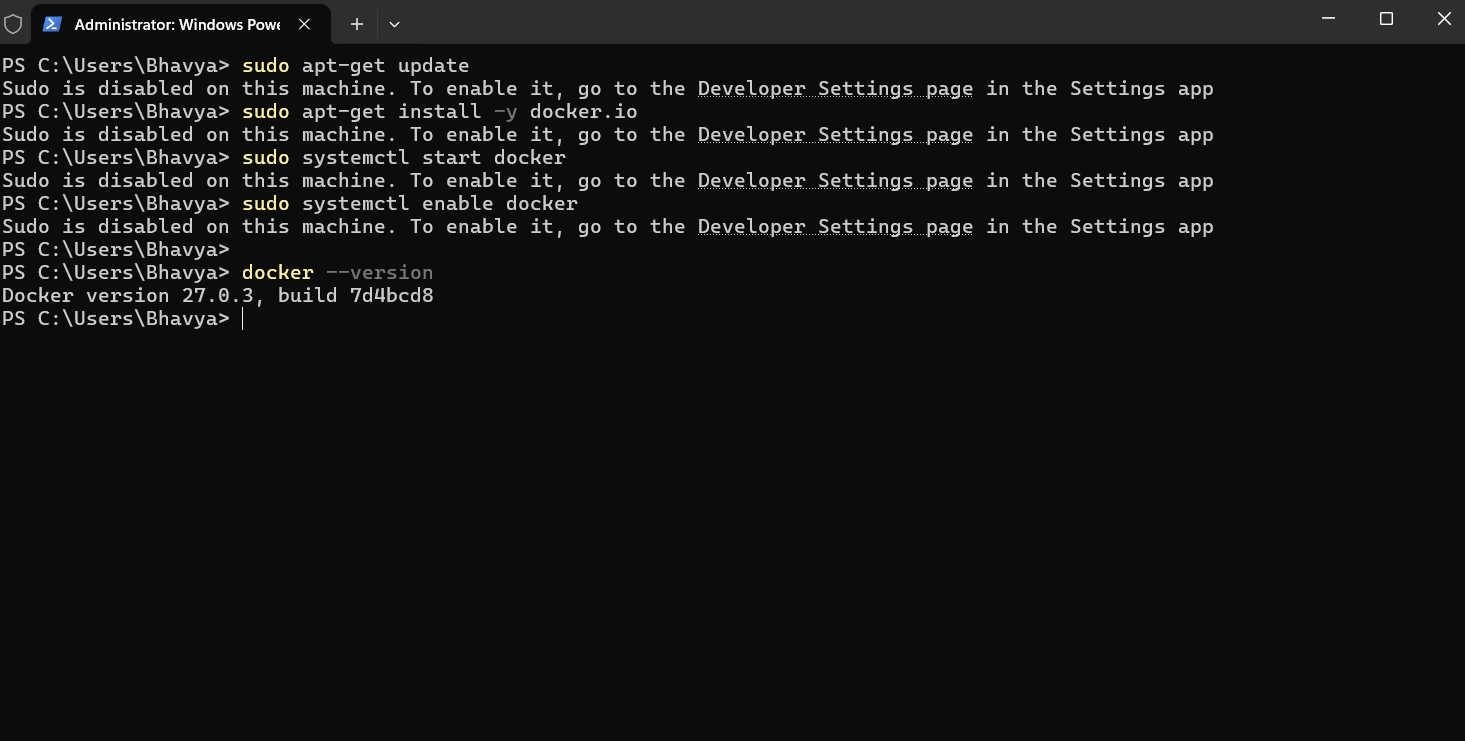 Administrator: Windows Powe
PS C:\Users\Bhavya> sudo apt-get update
Sudo is disabled on this machine. To enable it, go to the Developer Settings page in the Settings app
PS C:\Users\Bhavya> sudo apt-get install -y docker.io
Sudo is disabled on this machine. To enable it, go to the Developer Settings page in the Settings app
PS C:\Users\Bhavya> sudo systemctl start docker
Sudo is disabled on this machine. To enable it, go to the Developer Settings page in the Settings app
PS C:\Users\Bhavya> sudo systemctl enable docker
Sudo is disabled on this machine. To enable it, go to the Developer Settings page in the Settings app
PS C:\Users\Bhavya>
PS C:\Users\Bhavya> docker --version
Docker version 27.0.3, build 7d4bcd8
PS C:\Users\Bhavya>